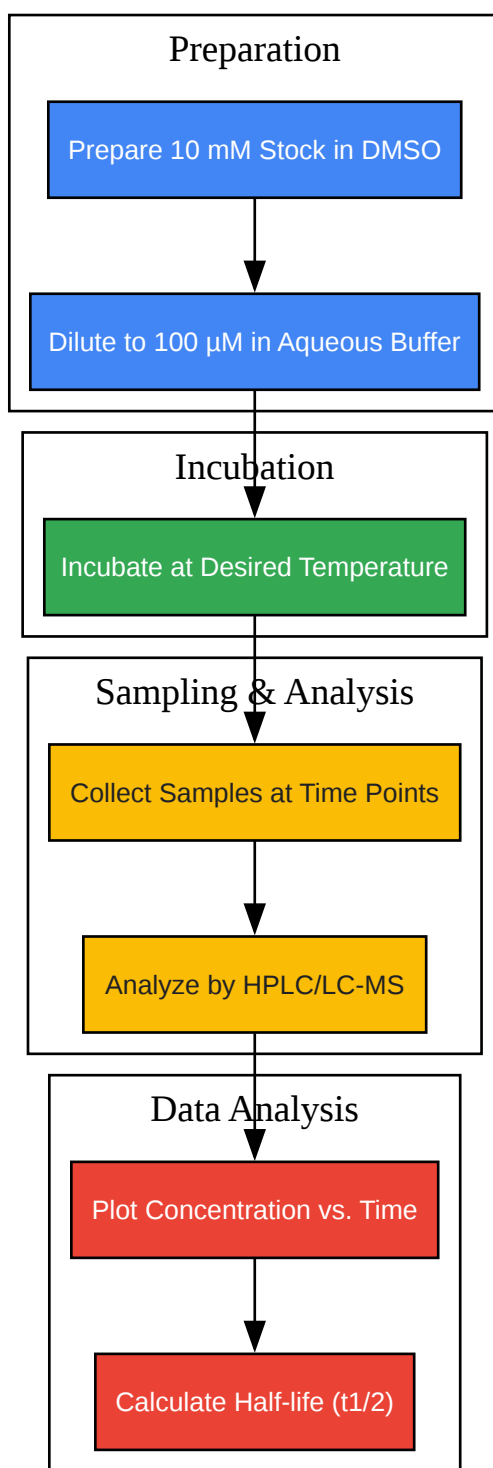 Preparation
Prepare 10 mM Stock in DMSO
Dilute to 100 µM in Aqueous Buffer
Incubation
Incubate at Desired Temperature
Sampling & Analysis
Collect Samples at Time Points
Analyze by HPLC/LC-MS
Data Analysis
Plot Concentration vs. Time
Calculate Half-life (t1/2)